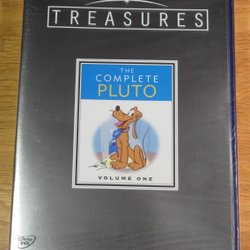 TREASURES
THE
COMPLETE
PLUTO
VOLUME ONE